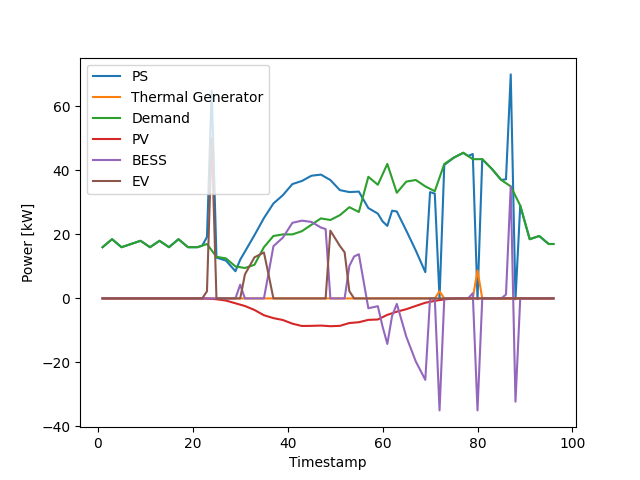 PS
Thermal Generator
Demand
PV
BESS
EV
60
40
20
0
−20
−40
Power [kW]
0
20
40
60
80
100
Timestamp